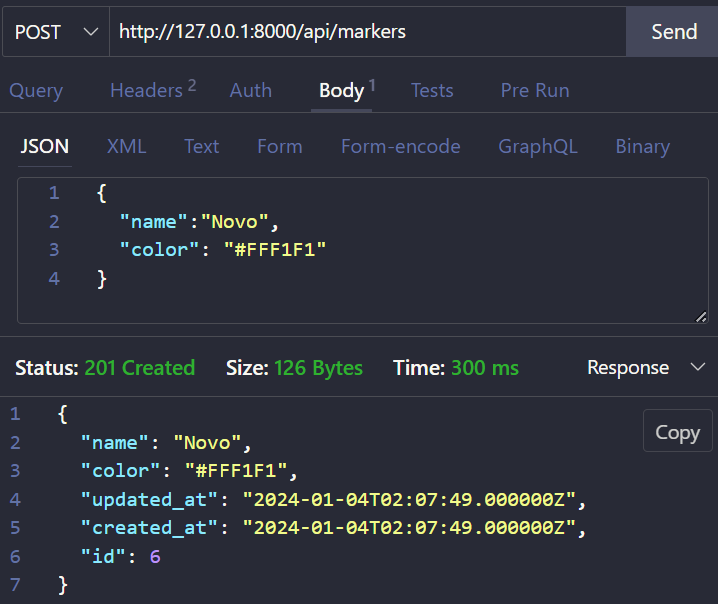 POST http://127.0.0.1:8000/api/markers Send
Query Headers 2 Auth Body 1 Tests Pre Run
JSON XML Text Form Form-encode GraphQL Binary
1 {
2 "name":"Novo",
3 "color": "#FFF1F1"
4 }
Status: 201 Created Size: 126 Bytes Time: 300 ms Response
1 {
Copy
2 "name": "Novo",
3 "color": "#FFF1F1",
4 "updated_at": "2024-01-04T02:07:49.000000Z",
5 "created_at": "2024-01-04T02:07:49.000000Z",
6 "id": 6
7 }